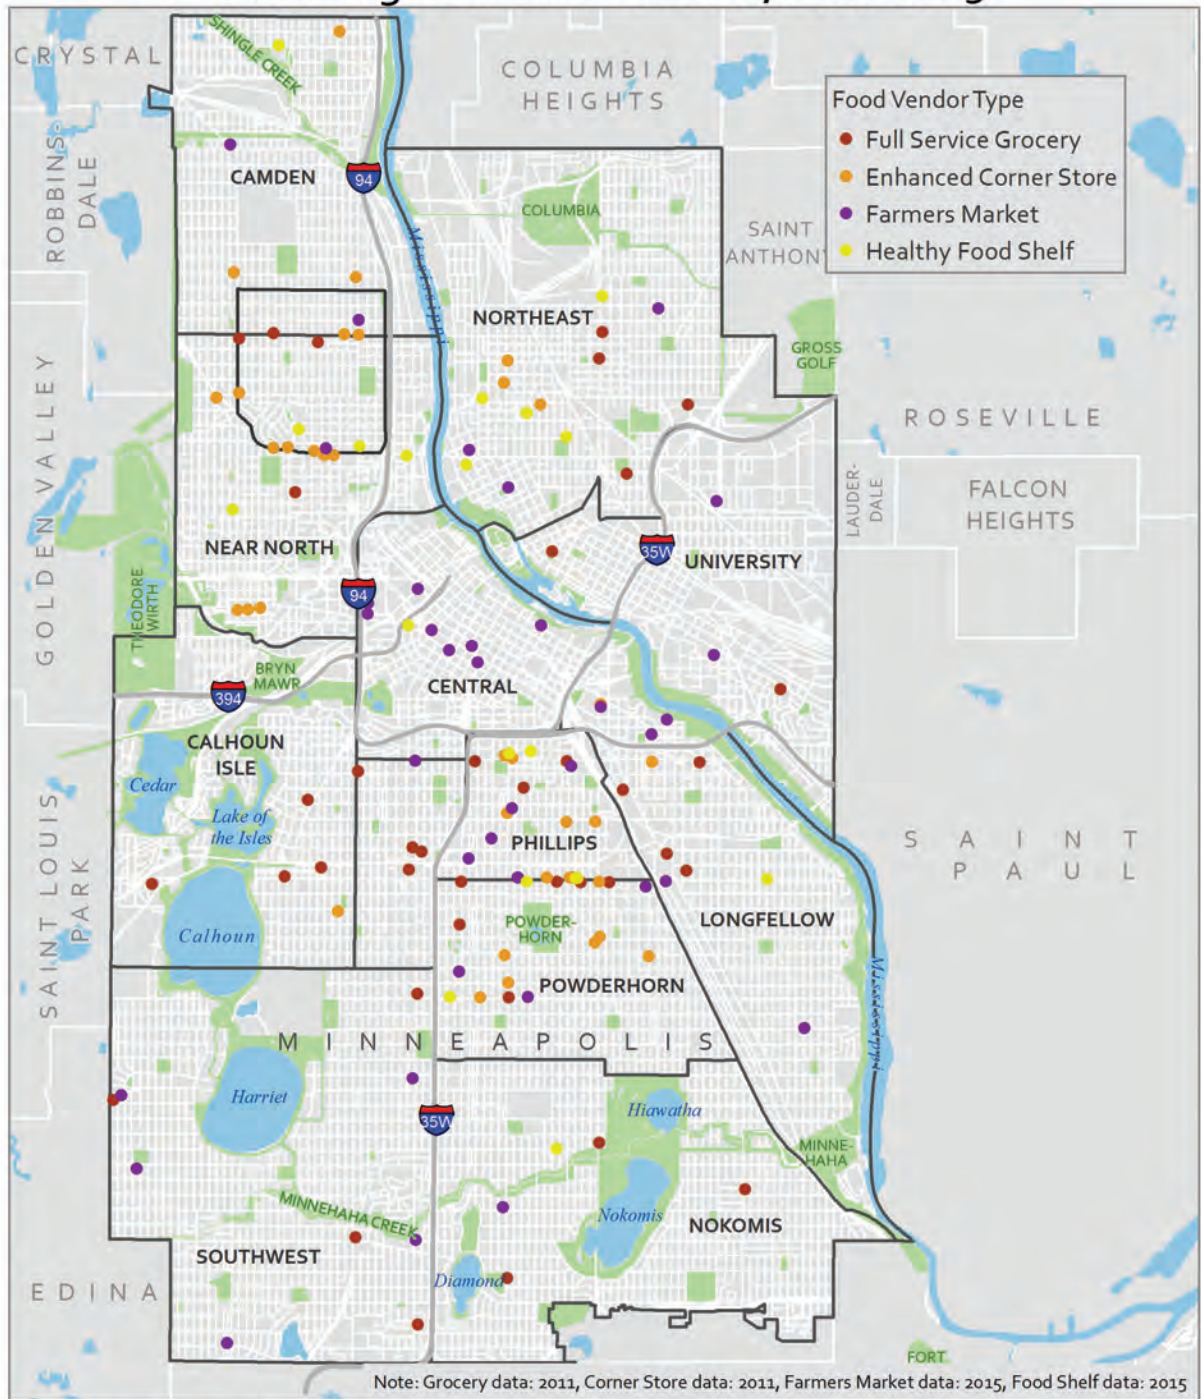 CRYSTAL
SHINGLE CREEK
COLUMBIA
HEIGHTS
Food Vendor Type
Full Service Grocery
Enhanced Corner Store
Farmers Market
Healthy Food Shelf
ROBBINS-
DALE
CAMDEN
94
COLUMBIA
SAINT
ANTHONY
Mississippi
NORTHEAST
GROSS
GOLF
GOLDEN VALLEY
ROSEVILLE
LAUDER-
DALE
FALCON
HEIGHTS
NEAR NORTH
35W
UNIVERSITY
THEODORE
WIRTH
94
BRYN
MAWR
394
CENTRAL
CALHOUN
ISLE
Cedar
Lake of
the Isles
PHILLIPS
SAINT
PAUL
SAINT LOUIS
PARK
Calhoun
POWDER-
HORN
LONGFELLOW
POWDERHORN
Mississippi
MINNEAPOLIS
Harriet
35W
Hiawatha
MINNE-
HAHA
MINNEHAHA CREEK
Nokomis
NOKOMIS
SOUTHWEST
Diamond
EDINA
FORT
Note: Grocery data: 2011, Corner Store data: 2011, Farmers Market data: 2015, Food Shelf data: 2015